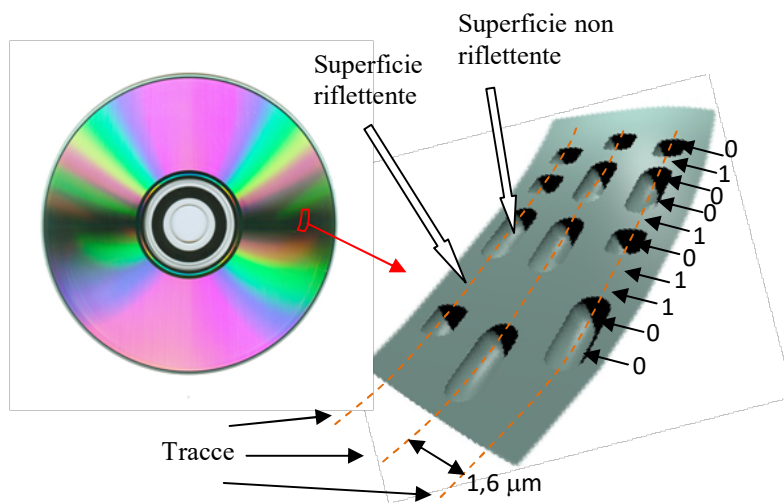 Superficie
riflettente
Superficie non
riflettente
0
1
0
0
1
0
1
1
0
0
Tracce
1,6 μm